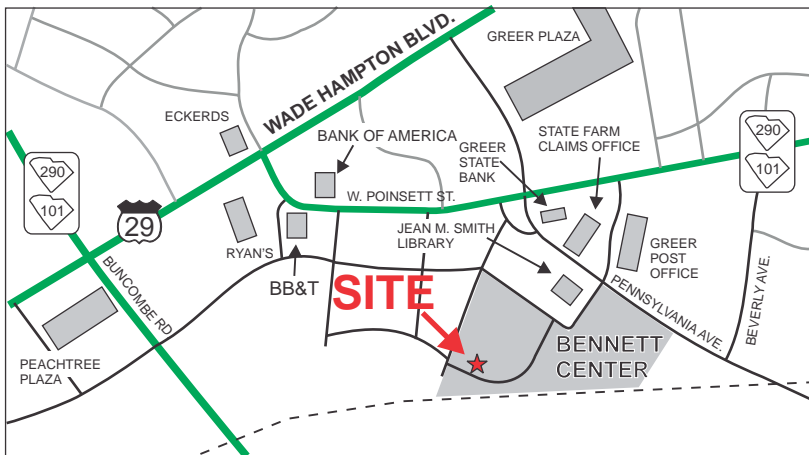 GREER PLAZA
WADE HAMPTON BLVD.
ECKERDS
BANK OF AMERICA
STATE FARM
CLAIMS OFFICE
GREER
STATE
BANK
290
101
290
101
29
W. POINSETT ST.
JEAN M. SMITH
LIBRARY
RYAN'S
BB&T
GREER
POST
OFFICE
BUNCOMBE RD
SITE
PENNSYLVANIA AVE.
BEVERLY AVE.
BENNETT
CENTER
PEACHTREE
PLAZA